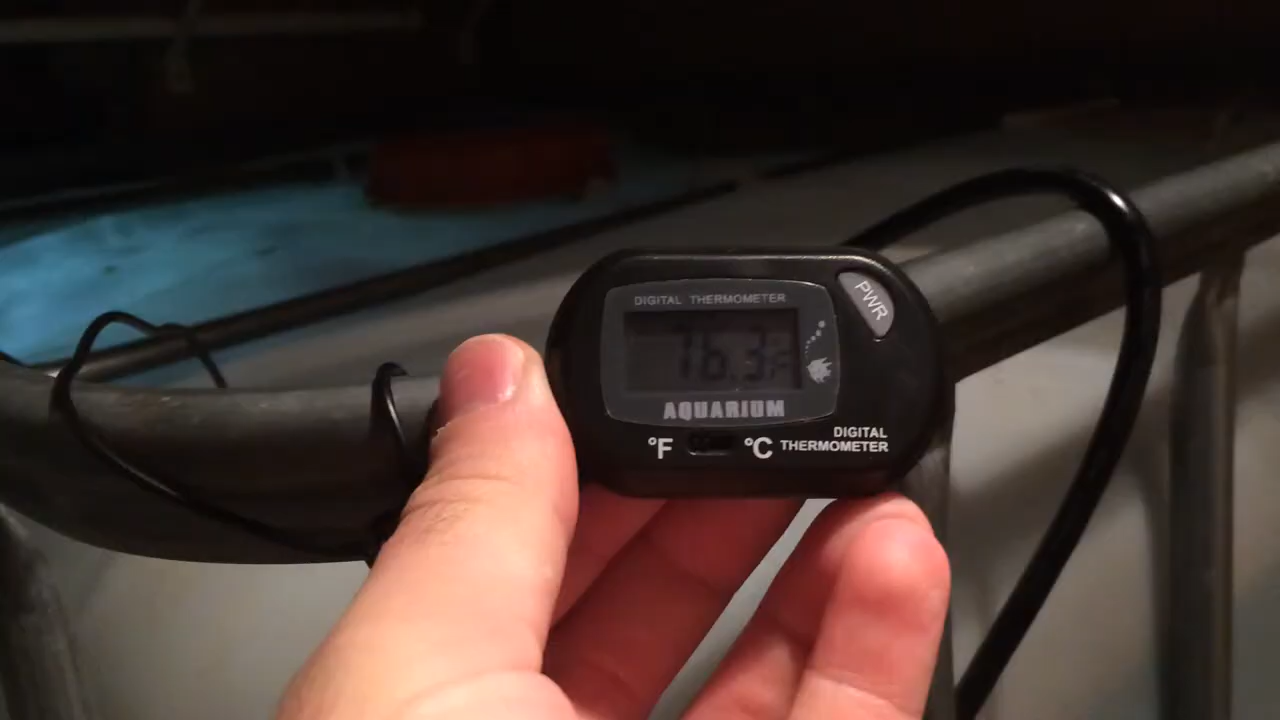 DIGITAL THERMOMETER
PWR
76.3°F
AQUARIUM
°F °C
DIGITAL
THERMOMETER